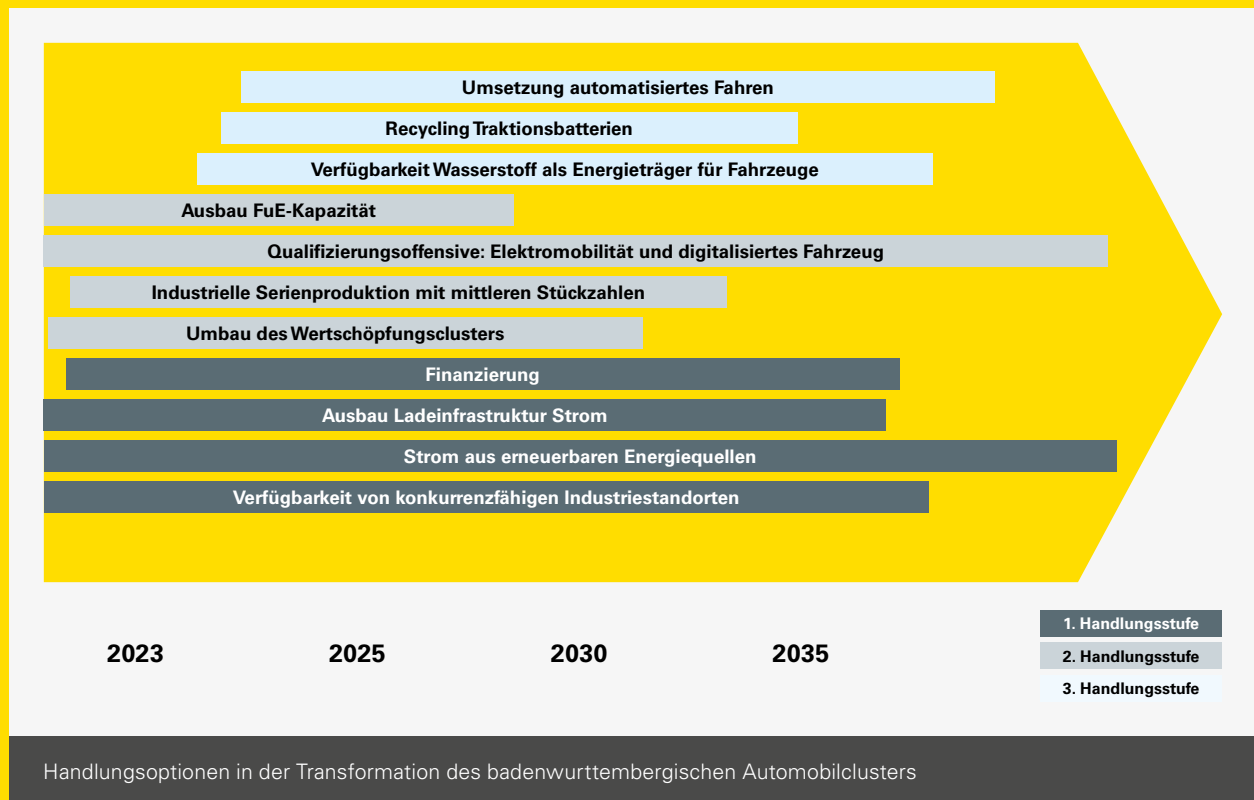 Umsetzung automatisiertes Fahren
Recycling Traktionsbatterien
Verfügbarkeit Wasserstoff als Energieträger für Fahrzeuge
Ausbau FuE-Kapazität
Qualifizierungsoffensive: Elektromobilität und digitalisiertes Fahrzeug
Industrielle Serienproduktion mit mittleren Stückzahlen
Umbau des Wertschöpfungsclusters
Finanzierung
Ausbau Ladeinfrastruktur Strom
Strom aus erneuerbaren Energiequellen
Verfügbarkeit von konkurrenzfähigen Industriestandorten
2023 2025 2030 2035
1. Handlungsstufe
2. Handlungsstufe
3. Handlungsstufe
Handlungsoptionen in der Transformation des badenwurttembergischen Automobilclusters